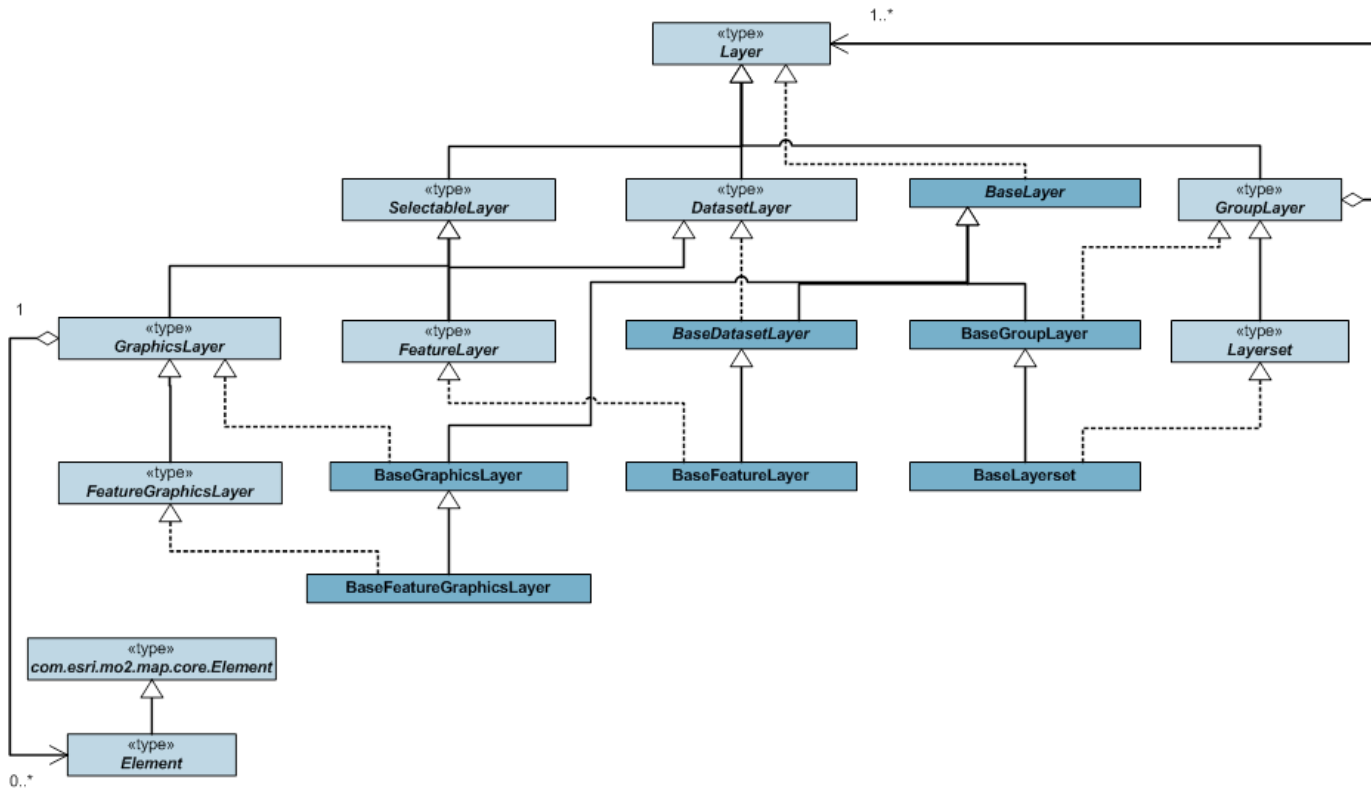 1..*
«type»
Layer
«type»
SelectableLayer
«type»
DatasetLayer
BaseLayer
«type»
GroupLayer
1
«type»
GraphicsLayer
«type»
FeatureLayer
BaseDatasetLayer
BaseGroupLayer
«type»
Layerset
«type»
FeatureGraphicsLayer
BaseGraphicsLayer
BaseFeatureLayer
BaseLayerset
BaseFeatureGraphicsLayer
«type»
com.esri.mo2.map.core.Element
«type»
Element
0..*